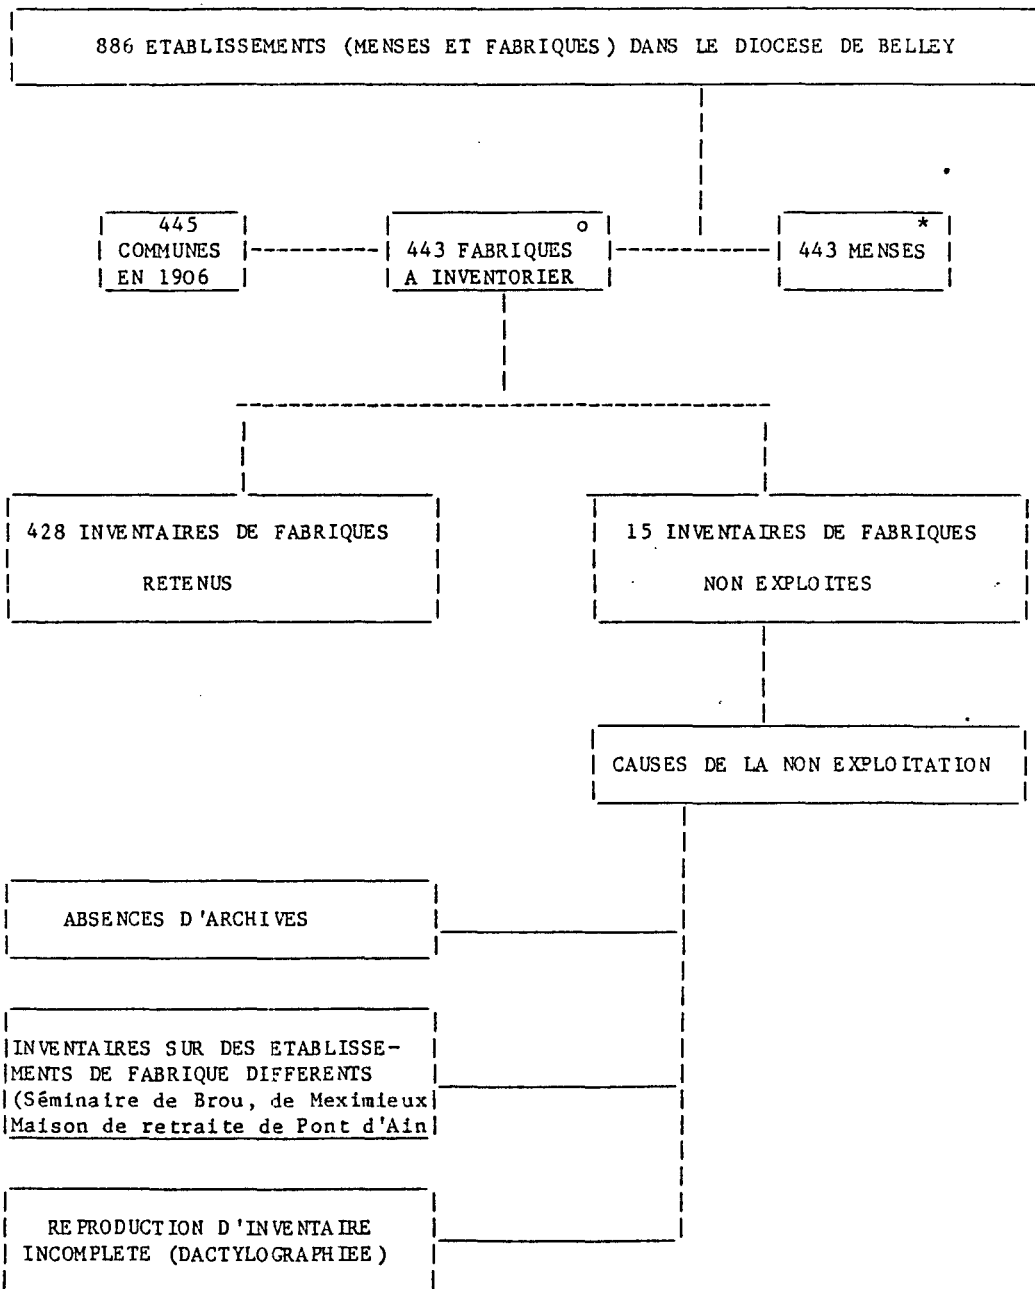 886 ETABLISSEMENTS (MENSES ET FABRIQUES) DANS LE DIOCESE DE BELLEY
445
COMMUNES
EN 1906
o
443 FABRIQUES
A INVENTORIER
*
443 MENSES
428 INVENTAIRES DE FABRIQUES
RETENUS
15 INVENTAIRES DE FABRIQUES
NON EXPLOITES
CAUSES DE LA NON EXPLOITATION
ABSENCES D'ARCHIVES
INVENTAIRES SUR DES ETABLISSE-
MENTS DE FABRIQUE DIFFERENTS
(Séminaire de Brou, de Meximieux
Maison de retraite de Pont d'Ain
REPRODUCTION D'INVENTAIRE
INCOMPLETE (DACTYLOGRAPHIEE)